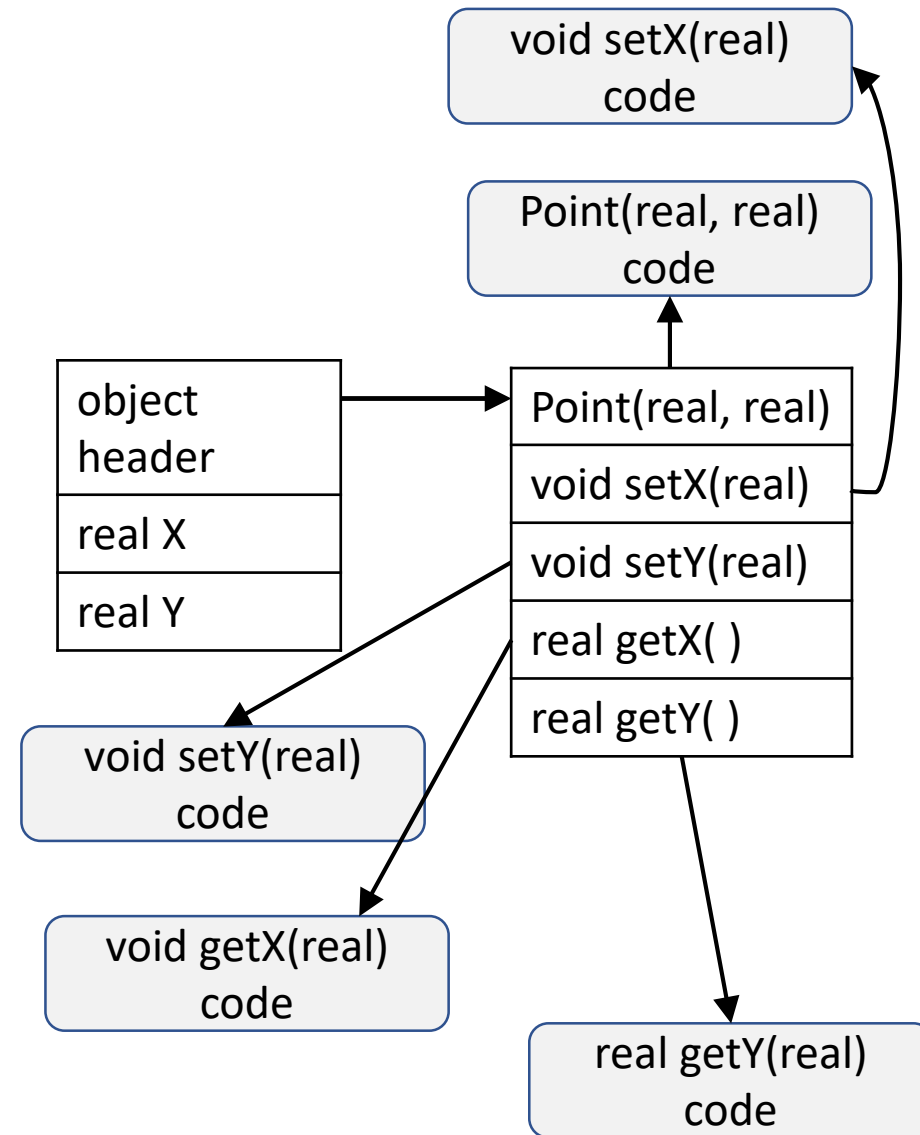 void setX(real)
code
Point(real, real)
code
object
header
real X
real Y
Point(real, real)
void setX(real)
void setY(real)
real getX( )
real getY( )
void setY(real)
code
void getX(real)
code
real getY(real)
code